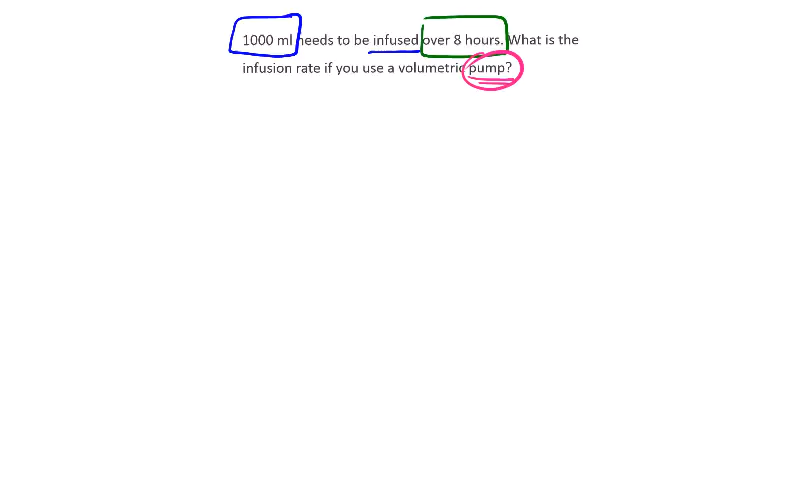 1000 ml needs to be infused over 8 hours. What is the
infusion rate if you use a volumetric pump?